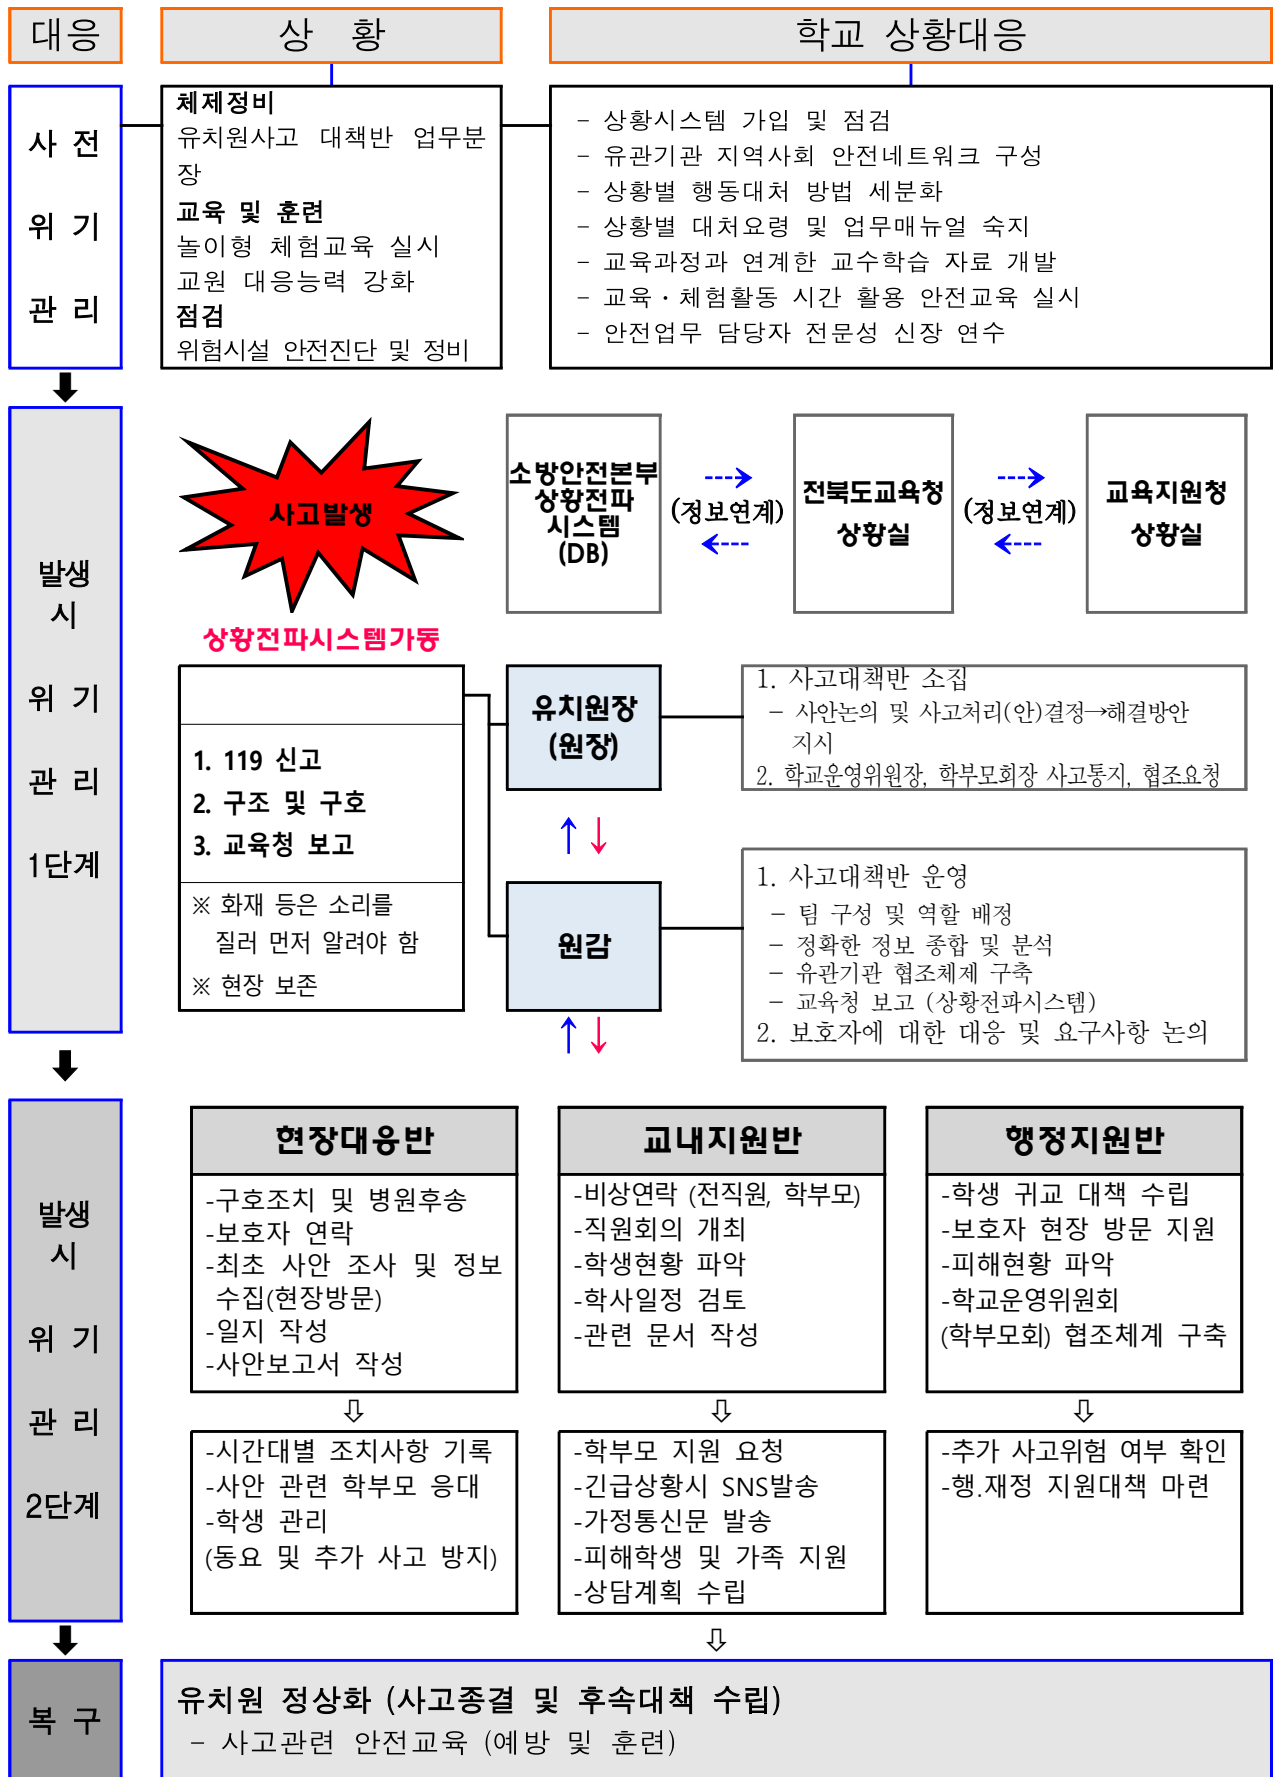 대응
상 황
학교 상황대응
사 전
위 기
관 리
체제정비
유치원사고 대책반 업무분
장
교육 및 훈련
놀이형 체험교육 실시
교원 대응능력 강화
점검
위험시설 안전진단 및 정비
- 상황시스템 가입 및 점검
- 유관기관 지역사회 안전네트워크 구성
- 상황별 행동대처 방법 세분화
- 상황별 대처요령 및 업무매뉴얼 숙지
- 교육과정과 연계한 교수학습 자료 개발
- 교육·체험활동 시간 활용 안전교육 실시
- 안전업무 담당자 전문성 신장 연수
발생
시
위 기
관 리
1단계
사고발생
상황전파시스템가동
소방안전본부
상황전파
시스템
(DB)
(정보연계)
전북도교육청
상황실
(정보연계)
교육지원청
상황실
1. 119 신고
2. 구조 및 구호
3. 교육청 보고
※ 화재 등은 소리를
질러 먼저 알려야 함
※ 현장 보존
유치원장
(원장)
1. 사고대책반 소집
- 사안논의 및 사고처리(안)결정→해결방안
지시
2. 학교운영위원장, 학부모회장 사고통지, 협조요청
원감
1. 사고대책반 운영
- 팀 구성 및 역할 배정
- 정확한 정보 종합 및 분석
- 유관기관 협조체제 구축
- 교육청 보고 (상황전파시스템)
2. 보호자에 대한 대응 및 요구사항 논의
발생
시
위 기
관 리
2단계
현장대응반
-구호조치 및 병원후송
-보호자 연락
-최초 사안 조사 및 정보
수집(현장방문)
-일지 작성
-사안보고서 작성
교내지원반
-비상연락 (전직원, 학부모)
-직원회의 개최
-학생현황 파악
-학사일정 검토
-관련 문서 작성
행정지원반
-학생 귀교 대책 수립
-보호자 현장 방문 지원
-피해현황 파악
-학교운영위원회
(학부모회) 협조체계 구축
-시간대별 조치사항 기록
-사안 관련 학부모 응대
-학생 관리
(동요 및 추가 사고 방지)
-학부모 지원 요청
-긴급상황시 SNS발송
-가정통신문 발송
-피해학생 및 가족 지원
-상담계획 수립
-추가 사고위험 여부 확인
-행.재정 지원대책 마련
복 구
유치원 정상화 (사고종결 및 후속대책 수립)
- 사고관련 안전교육 (예방 및 훈련)